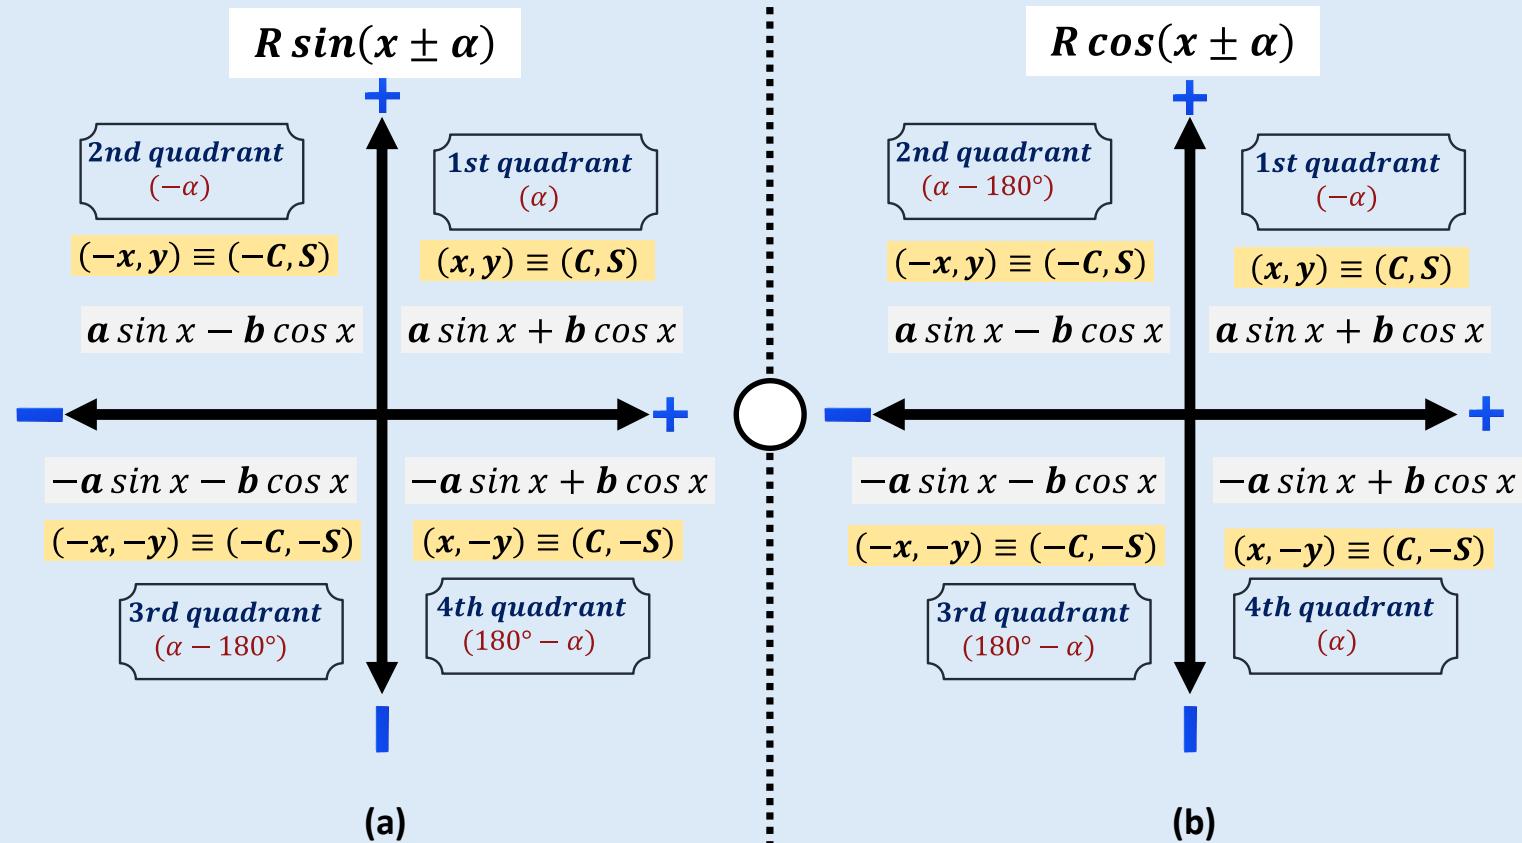 R sin(x ± α)
+
2nd quadrant
(−α)
1st quadrant
(α)
(−x, y) ≡ (−C, S)
(x, y) ≡ (C, S)
a sin x − b cos x
a sin x + b cos x
−
+
−a sin x − b cos x
−a sin x + b cos x
(−x, −y) ≡ (−C, −S)
(x, −y) ≡ (C, −S)
3rd quadrant
(α − 180°)
4th quadrant
(180° − α)
−
(a)
R cos(x ± α)
+
2nd quadrant
(α − 180°)
1st quadrant
(−α)
(−x, y) ≡ (−C, S)
(x, y) ≡ (C, S)
a sin x − b cos x
a sin x + b cos x
−
+
−a sin x − b cos x
−a sin x + b cos x
(−x, −y) ≡ (−C, −S)
(x, −y) ≡ (C, −S)
3rd quadrant
(180° − α)
4th quadrant
(α)
−
(b)